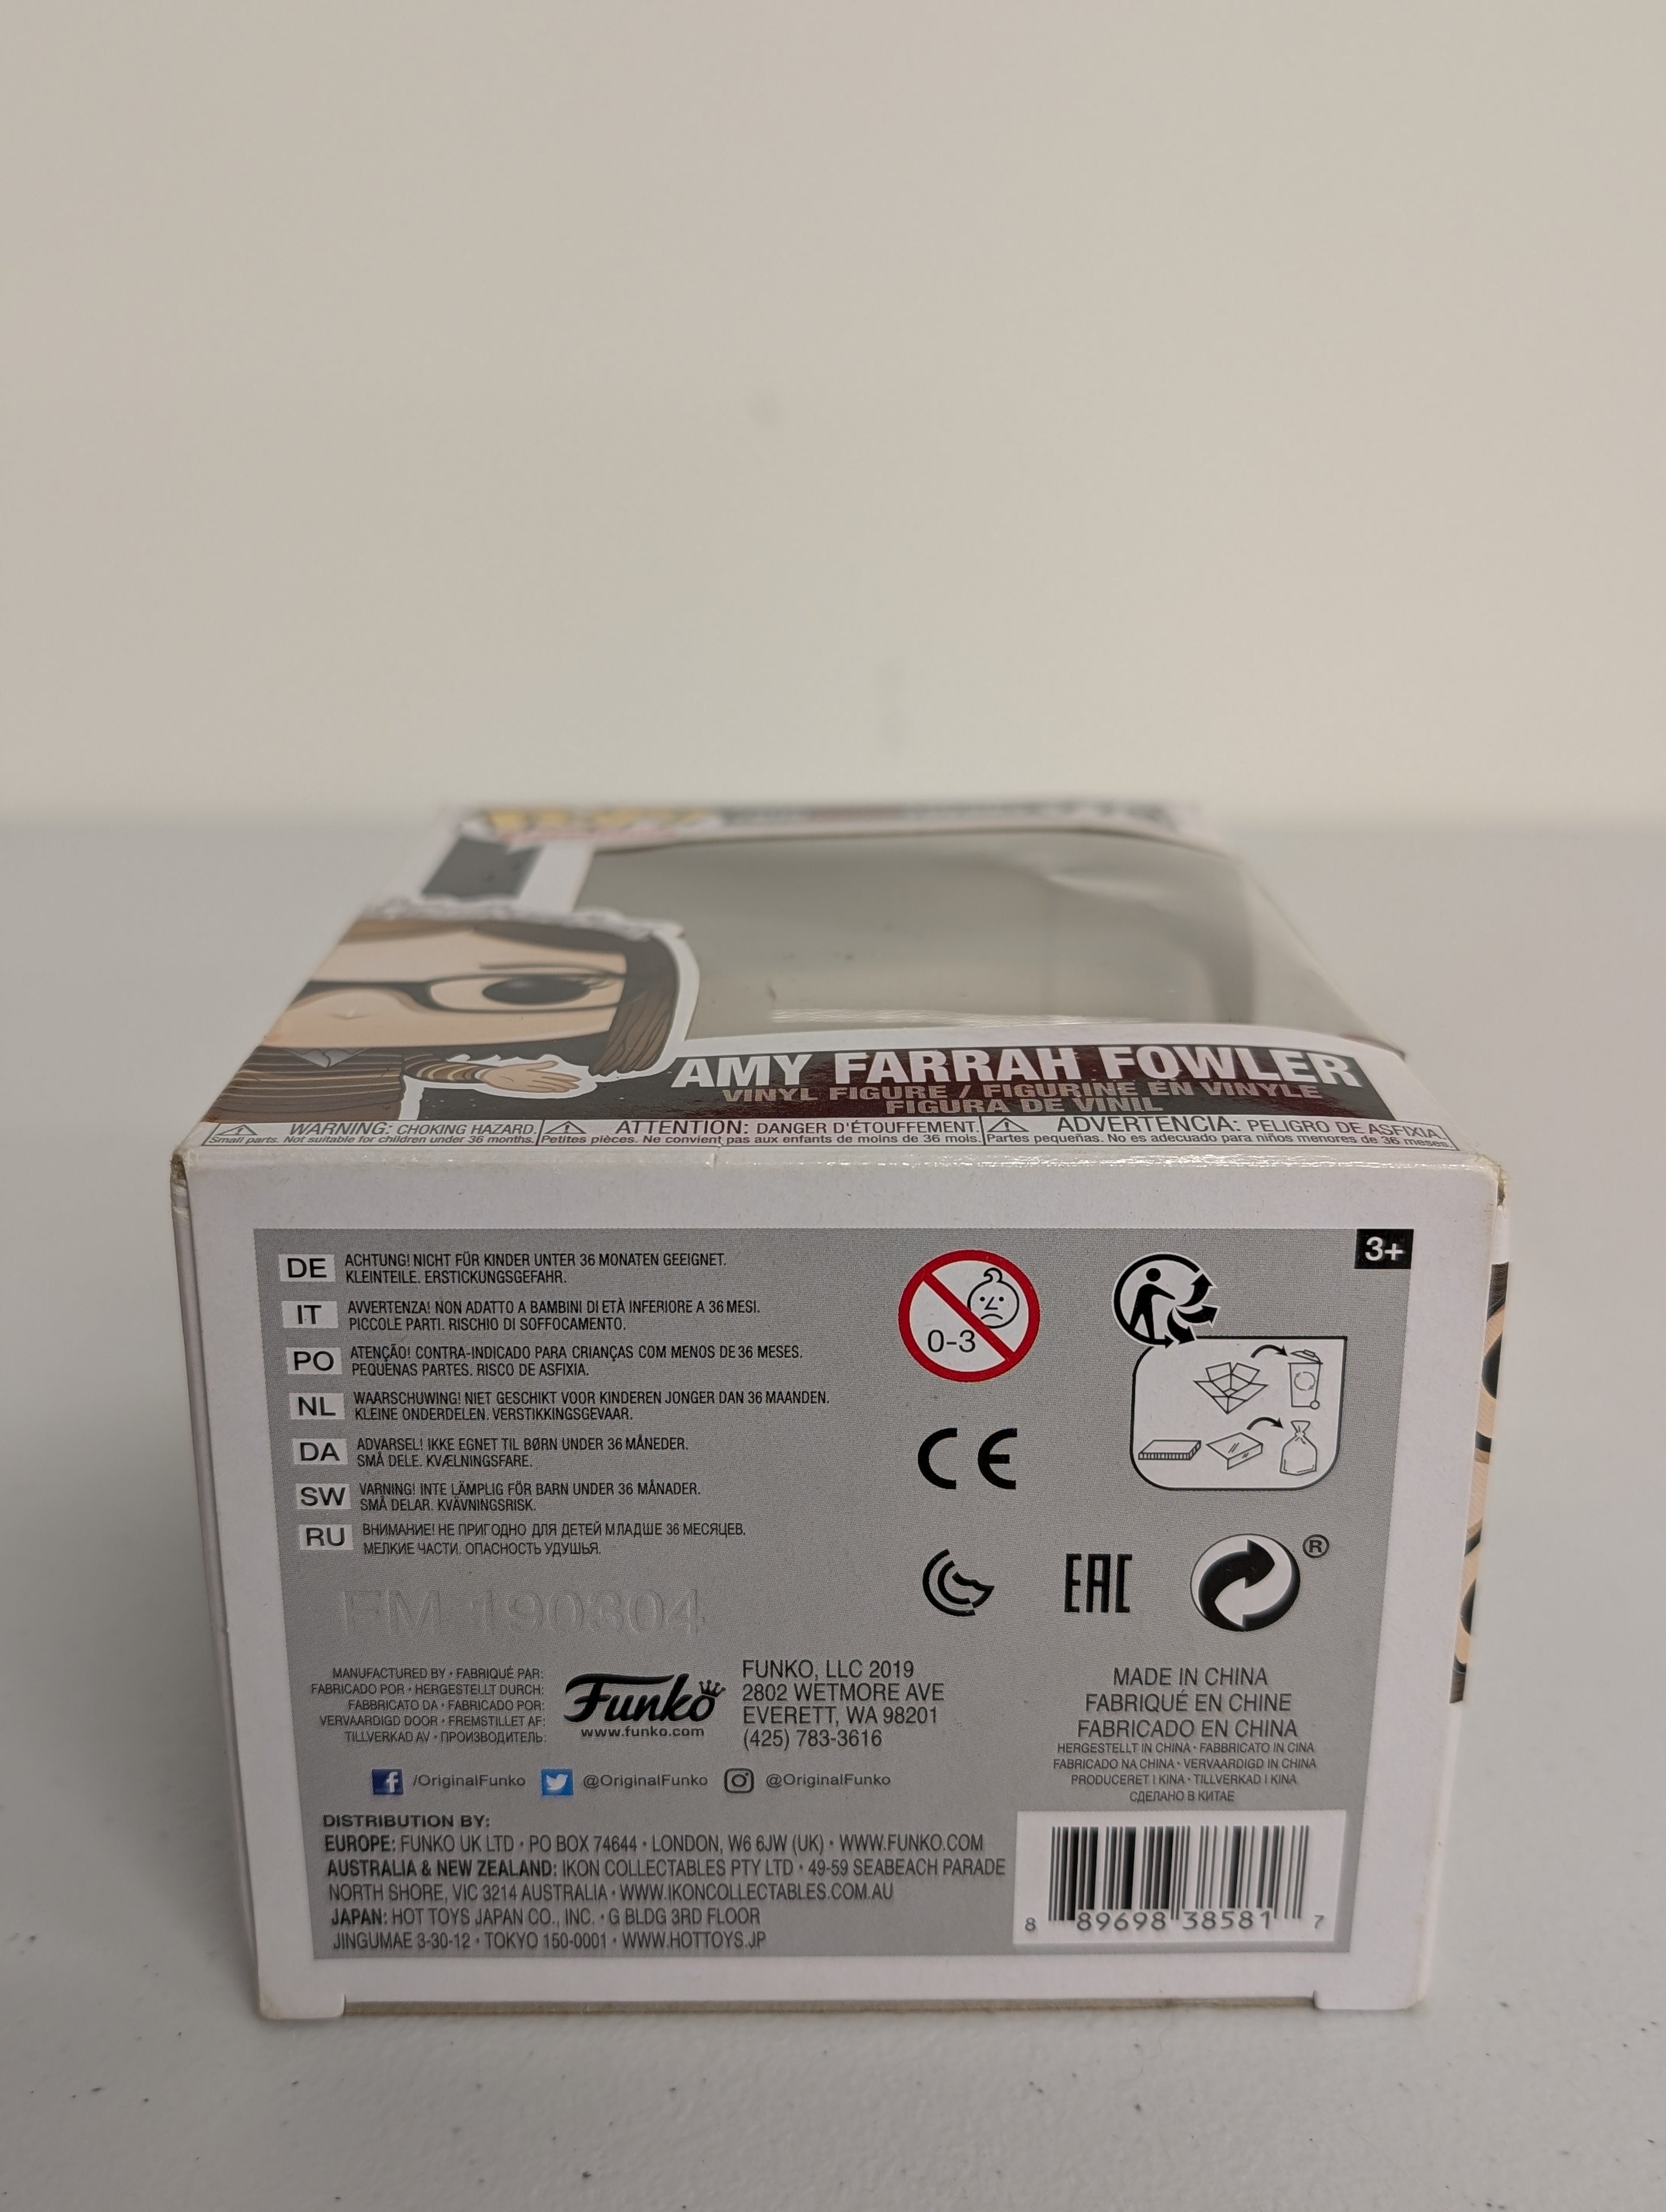 AMY FARRAH FOWLER
VINYL FIGURE / FIGURINE EN VINYLE
FIGURA DE VINIL
WARNING: CHOKING HAZARD.
Small parts. Not suitable for children under 36 months.
ATTENTION: DANGER D'ÉTOUFFEMENT.
Petites pièces. Ne convient pas aux enfants de moins de 36 mois.
ADVERTENCIA: PELIGRO DE ASFIXIA.
Partes pequeñas. No es adecuado para niños menores de 36 meses.
3+
DE ACHTUNG! NICHT FÜR KINDER UNTER 36 MONATEN GEEIGNET.
KLEINTEILE. ERSTICKUNGSGEFAHR.
IT AVVERTENZA! NON ADATTO A BAMBINI DI ETÀ INFERIORE A 36 MESI.
PICCOLE PARTI. RISCHIO DI SOFFOCAMENTO.
PO ATENÇÃO! CONTRA-INDICADO PARA CRIANÇAS COM MENOS DE 36 MESES.
PEQUENAS PARTES. RISCO DE ASFIXIA.
NL WAARSCHUWING! NIET GESCHIKT VOOR KINDEREN JONGER DAN 36 MAANDEN.
KLEINE ONDERDELEN. VERSTIKKINGSGEVAAR.
DA ADVARSEL! IKKE EGNET TIL BØRN UNDER 36 MÅNEDER.
SMÅ DELE. KVÆLNINGSFARE.
SW VARNING! INTE LÄMPLIG FÖR BARN UNDER 36 MÅNADER.
SMÅ DELAR. KVÄVNINGSRISK.
RU ВНИМАНИЕ! НЕ ПРИГОДНО ДЛЯ ДЕТЕЙ МЛАДШЕ 36 МЕСЯЦЕВ.
МЕЛКИЕ ЧАСТИ. ОПАСНОСТЬ УДУШЬЯ.
0-3
CE
EAC
®
FM 190304
MANUFACTURED BY • FABRIQUÉ PAR:
FABRICADO POR • HERGESTELLT DURCH:
FABBRICATO DA • FABRICADO POR:
VERVAARDIGD DOOR • FREMSTILLET AF:
TILLVERKAD AV • ПРОИЗВОДИТЕЛЬ:
Funko
www.funko.com
FUNKO, LLC 2019
2802 WETMORE AVE
EVERETT, WA 98201
(425) 783-3616
MADE IN CHINA
FABRIQUÉ EN CHINE
FABRICADO EN CHINA
HERGESTELLT IN CHINA • FABBRICATO IN CINA
FABRICADO NA CHINA • VERVAARDIGD IN CHINA
PRODUCERET I KINA • TILLVERKAD I KINA
СДЕЛАНО В КИТАЕ
/OriginalFunko @OriginalFunko @OriginalFunko
DISTRIBUTION BY:
EUROPE: FUNKO UK LTD • PO BOX 74644 • LONDON, W6 6JW (UK) • WWW.FUNKO.COM
AUSTRALIA & NEW ZEALAND: IKON COLLECTABLES PTY LTD • 49-59 SEABEACH PARADE
NORTH SHORE, VIC 3214 AUSTRALIA • WWW.IKONCOLLECTABLES.COM.AU
JAPAN: HOT TOYS JAPAN CO., INC. • G BLDG 3RD FLOOR
JINGUMAE 3-30-12 • TOKYO 150-0001 • WWW.HOTTOYS.JP
8 89698 38581 7